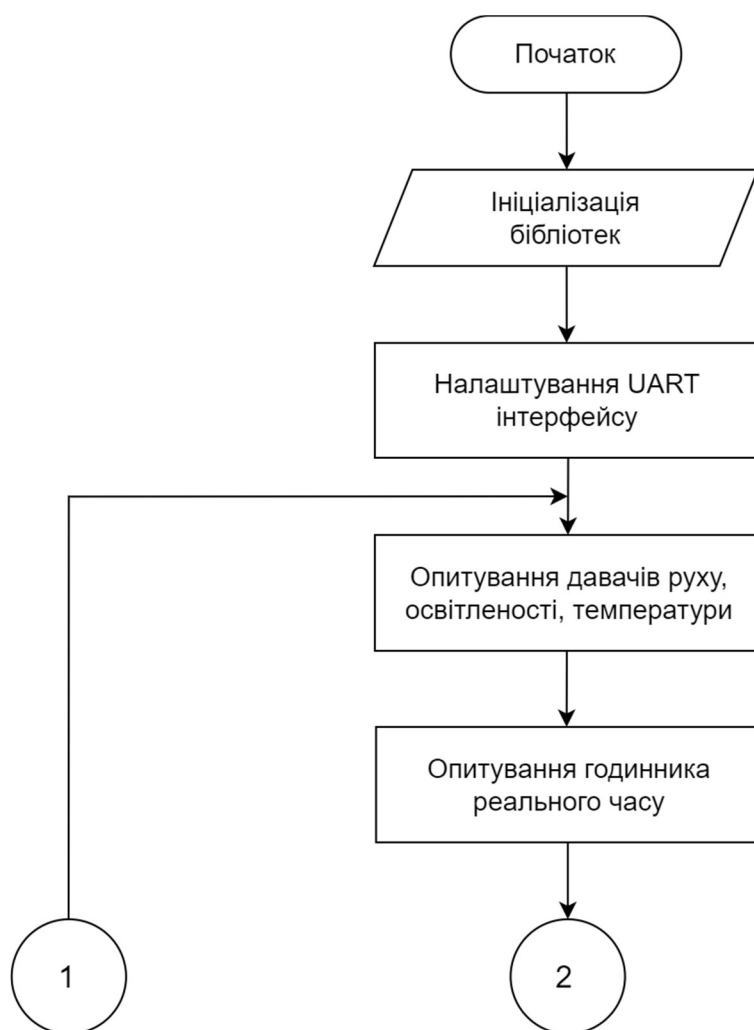 Початок
Ініціалізація
бібліотек
Налаштування UART
інтерфейсу
Опитування давачів руху,
освітленості, температури
Опитування годинника
реального часу
1
2